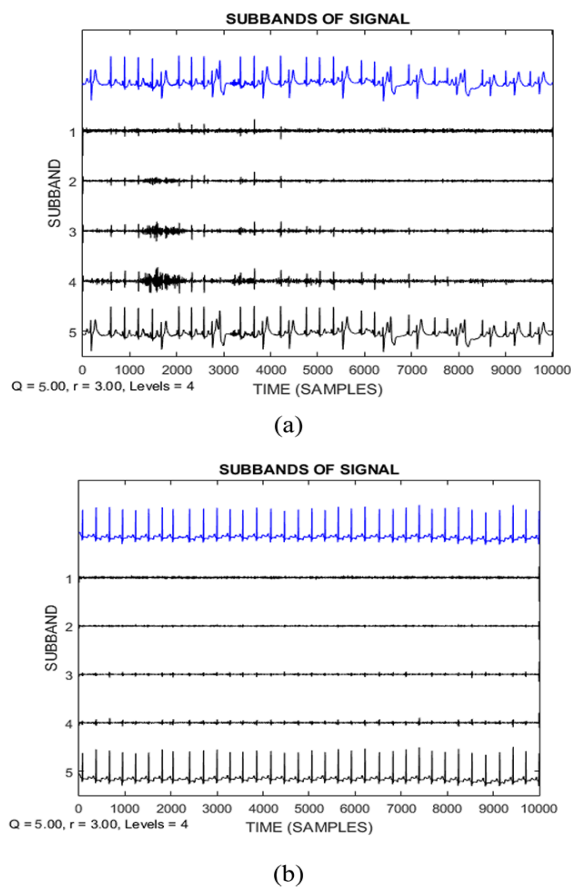 SUBBANDS OF SIGNAL
SUBBAND
1
2
3
4
5
0 1000 2000 3000 4000 5000 6000 7000 8000 9000 10000
Q = 5.00, r = 3.00, Levels = 4
TIME (SAMPLES)
(a)
SUBBANDS OF SIGNAL
SUBBAND
1
2
3
4
5
0 1000 2000 3000 4000 5000 6000 7000 8000 9000 10000
Q = 5.00, r = 3.00, Levels = 4
TIME (SAMPLES)
(b)